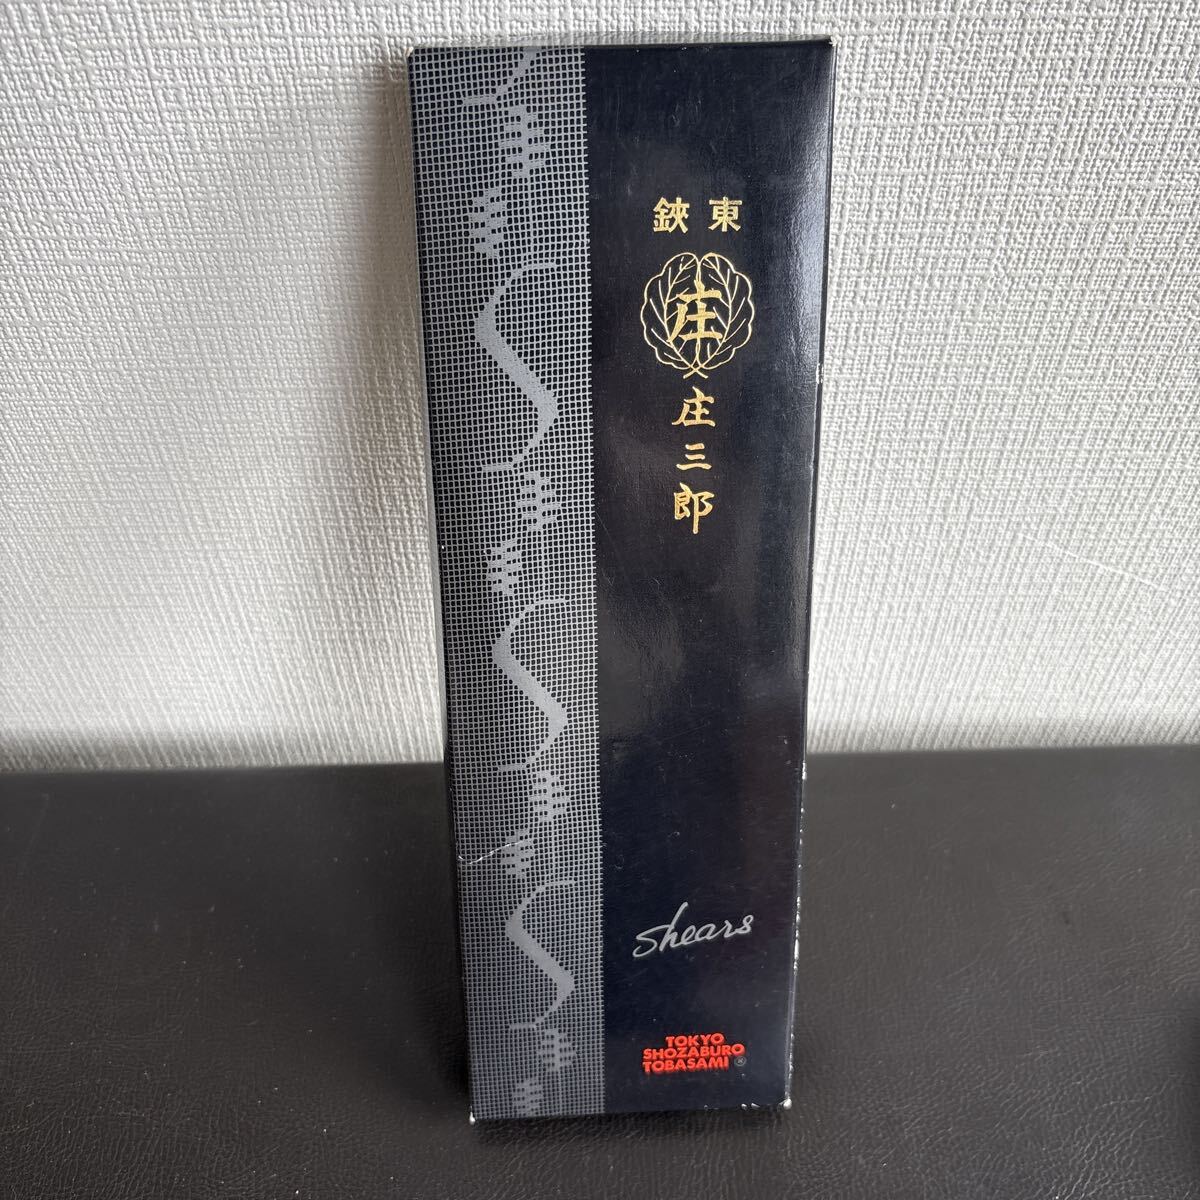 鋏東
庄
庄三郎
shears
TOKYO
SHOZABURO
TOBASAMI ®